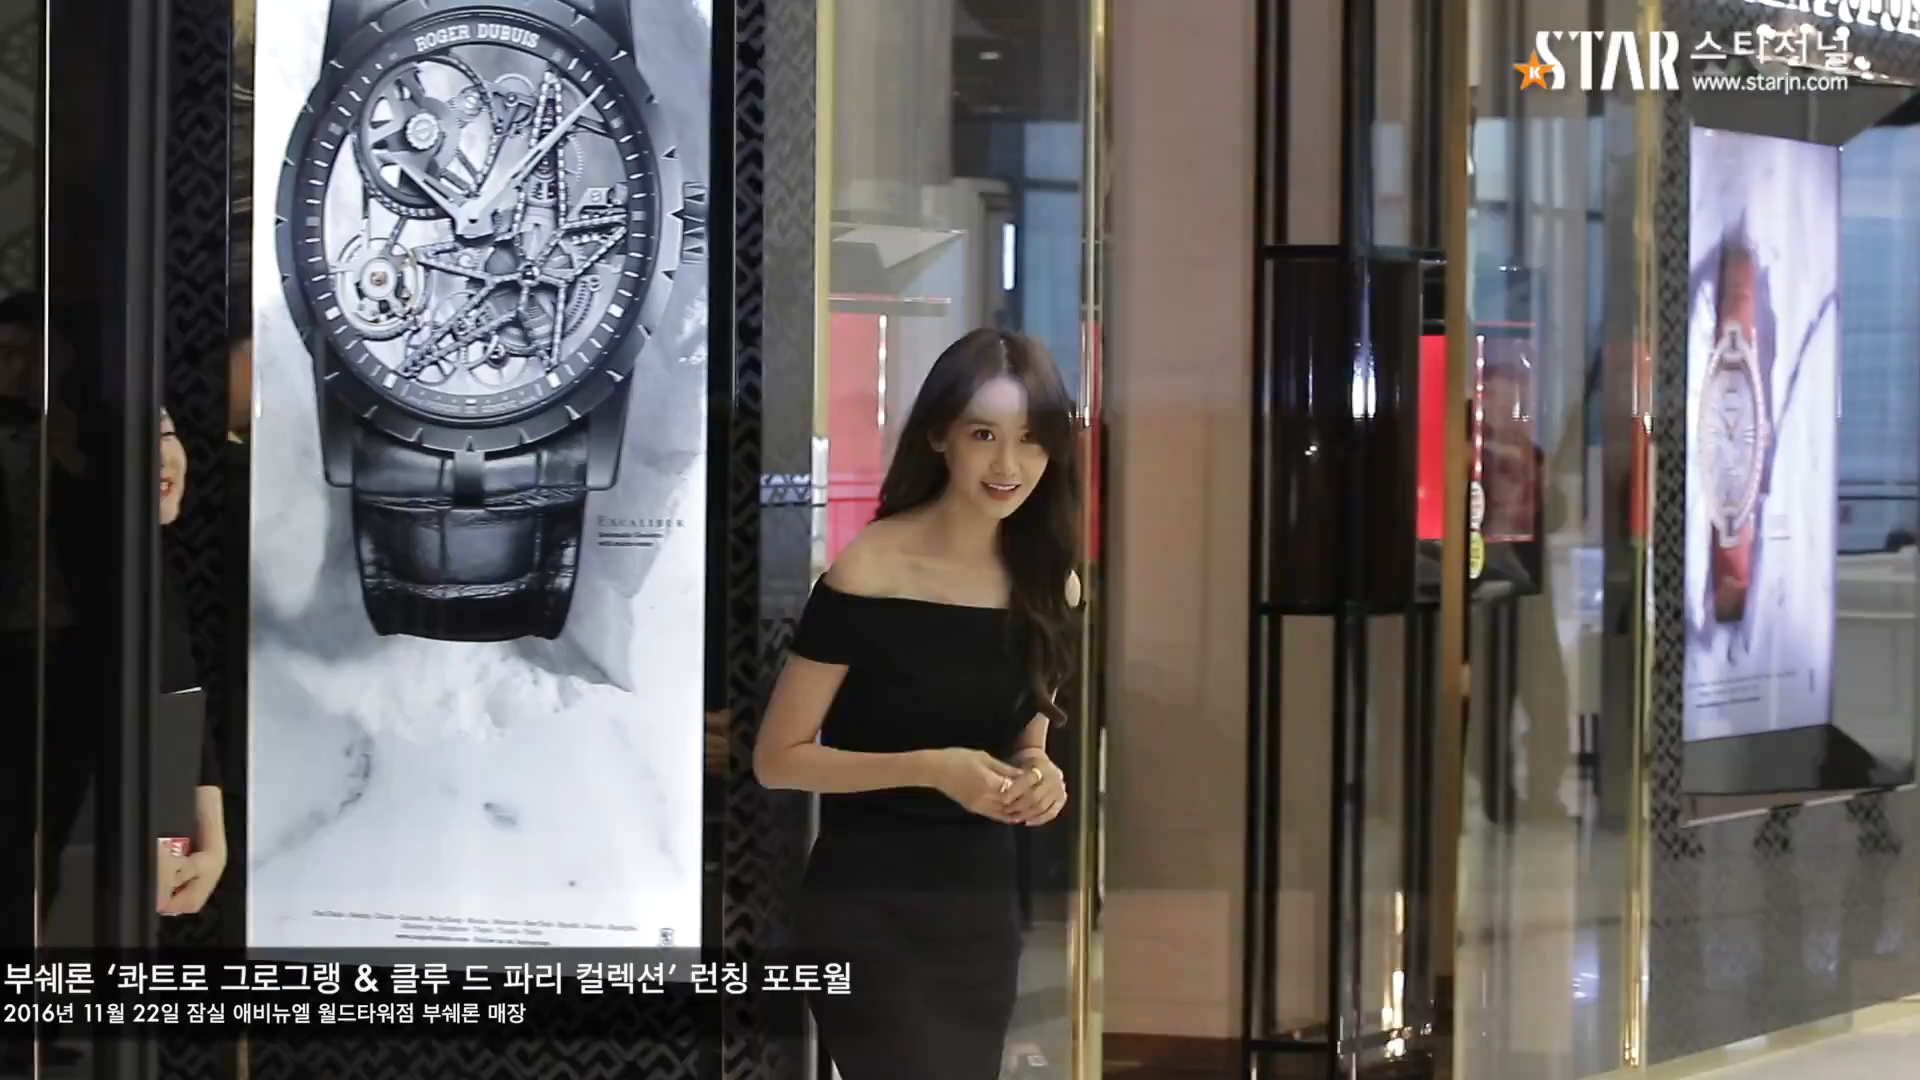 ROGER DUBUIS
STAR 스타저널
K
www.starjn.com
EXCALIBUR
부쉐론 ‘콰트로 그로그랭 & 클루 드 파리 컬렉션’ 런칭 포토월
2016년 11월 22일 잠실 애비뉴엘 월드타워점 부쉐론 매장